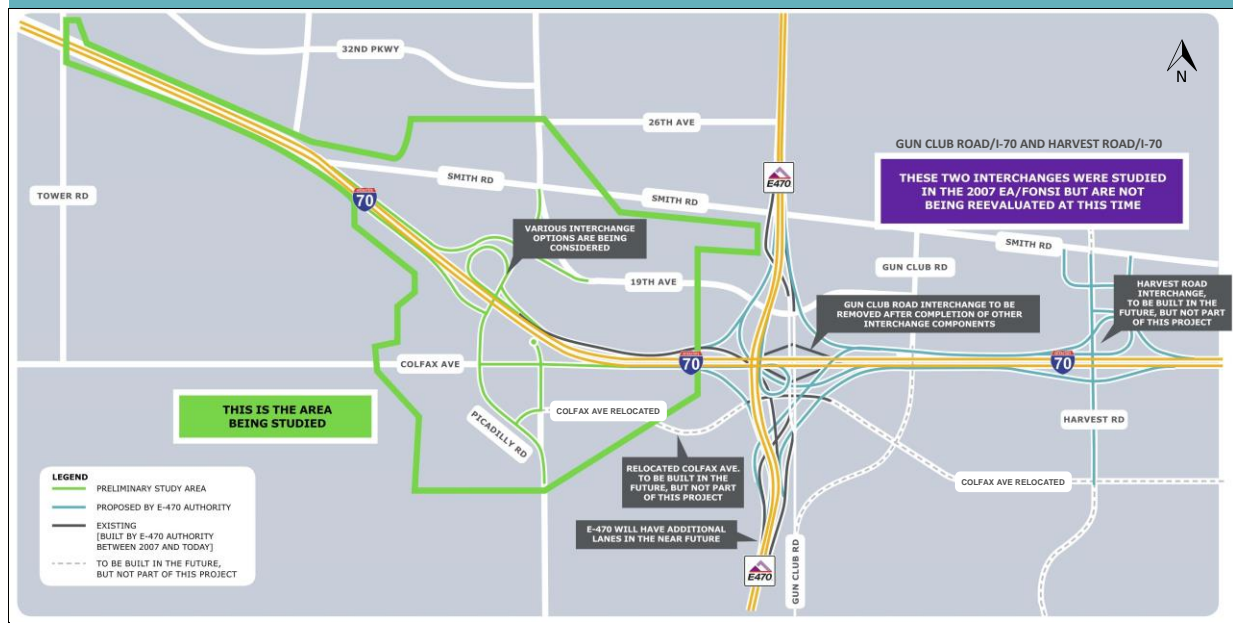 32ND PKWY
N
26TH AVE
GUN CLUB ROAD/I-70 AND HARVEST ROAD/I-70
THESE TWO INTERCHANGES WERE STUDIED
IN THE 2007 EA/FONSI BUT ARE NOT
BEING REEVALUATED AT THIS TIME
E470
SMITH RD
TOWER RD
70
SMITH RD
VARIOUS INTERCHANGE
OPTIONS ARE BEING
CONSIDERED
SMITH RD
GUN CLUB RD
19TH AVE
HARVEST ROAD
INTERCHANGE,
TO BE BUILT IN THE
FUTURE, BUT NOT PART
OF THIS PROJECT
GUN CLUB ROAD INTERCHANGE TO BE
REMOVED AFTER COMPLETION OF OTHER
INTERCHANGE COMPONENTS
COLFAX AVE
70
70
THIS IS THE AREA
BEING STUDIED
COLFAX AVE RELOCATED
PICADILLY RD
HARVEST RD
RELOCATED COLFAX AVE.
TO BE BUILT IN THE
FUTURE, BUT NOT PART
OF THIS PROJECT
COLFAX AVE RELOCATED
E-470 WILL HAVE ADDITIONAL
LANES IN THE NEAR FUTURE
E470
GUN CLUB RD
LEGEND
PRELIMINARY STUDY AREA
PROPOSED BY E-470 AUTHORITY
EXISTING
[BUILT BY E-470 AUTHORITY
BETWEEN 2007 AND TODAY]
TO BE BUILT IN THE FUTURE,
BUT NOT PART OF THIS PROJECT